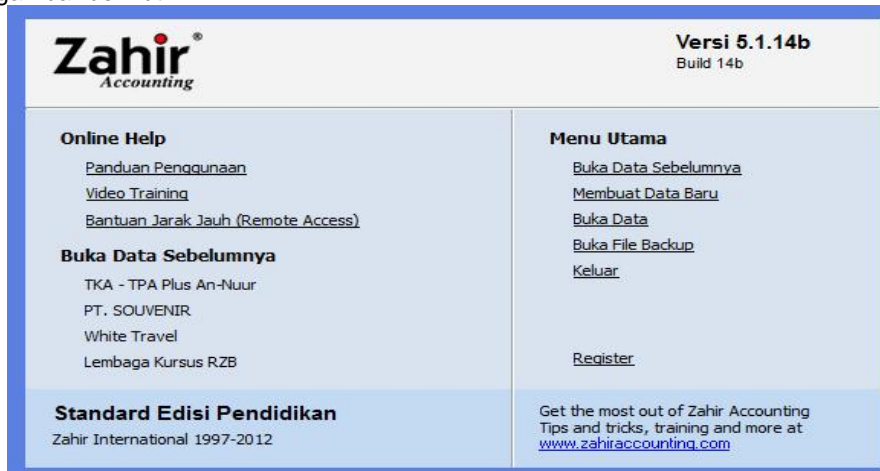 Zahir®
Accounting
Versi 5.1.14b
Build 14b
Online Help
Panduan Penggunaan
Video Training
Bantuan Jarak Jauh (Remote Access)
Buka Data Sebelumnya
TKA - TPA Plus An-Nuur
PT. SOUVENIR
White Travel
Lembaga Kursus RZB
Menu Utama
Buka Data Sebelumnya
Membuat Data Baru
Buka Data
Buka File Backup
Keluar
Register
Standard Edisi Pendidikan
Zahir International 1997-2012
Get the most out of Zahir Accounting
Tips and tricks, training and more at
www.zahiraccounting.com